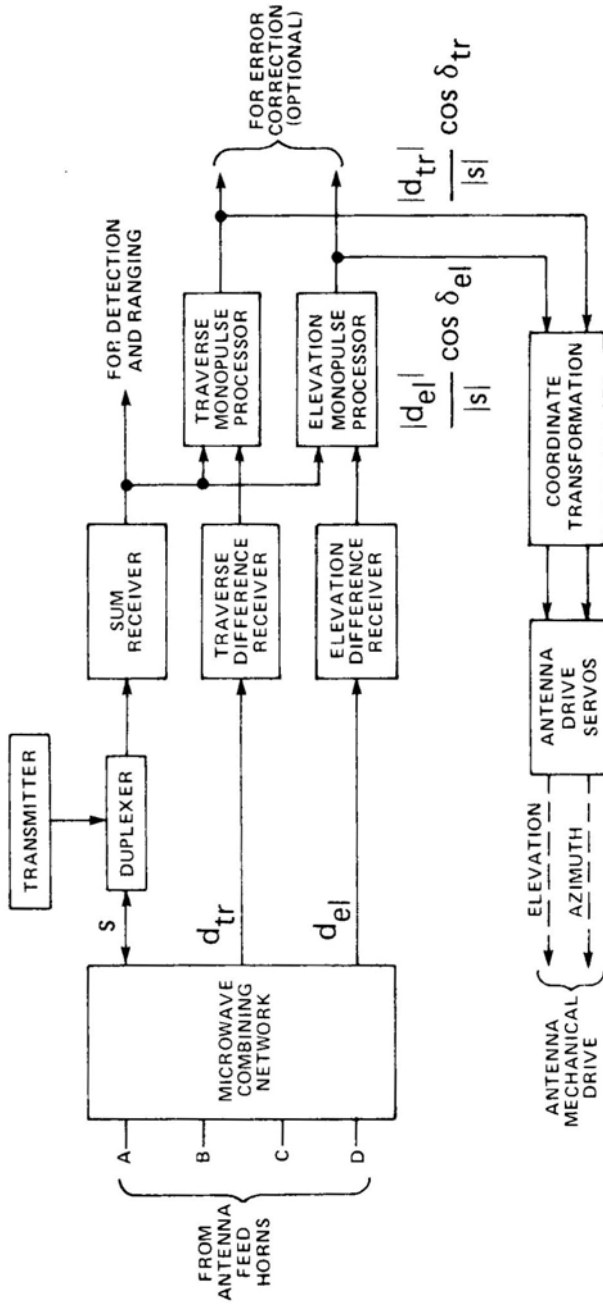 TRANSMITTER
DUPLEXER
s
SUM
RECEIVER
FOR DETECTION
AND RANGING
FROM
ANTENNA
FEED
HORNS
A
B
C
D
MICROWAVE
COMBINING
NETWORK
d_tr
d_el
TRAVERSE
DIFFERENCE
RECEIVER
ELEVATION
DIFFERENCE
RECEIVER
TRAVERSE
MONOPULSE
PROCESSOR
ELEVATION
MONOPULSE
PROCESSOR
FOR ERROR
CORRECTION
(OPTIONAL)
|d_el|/|s| cos δ_el
|d_tr|/|s| cos δ_tr
ANTENNA
MECHANICAL
DRIVE
ELEVATION
AZIMUTH
ANTENNA
DRIVE
SERVOS
COORDINATE
TRANSFORMATION